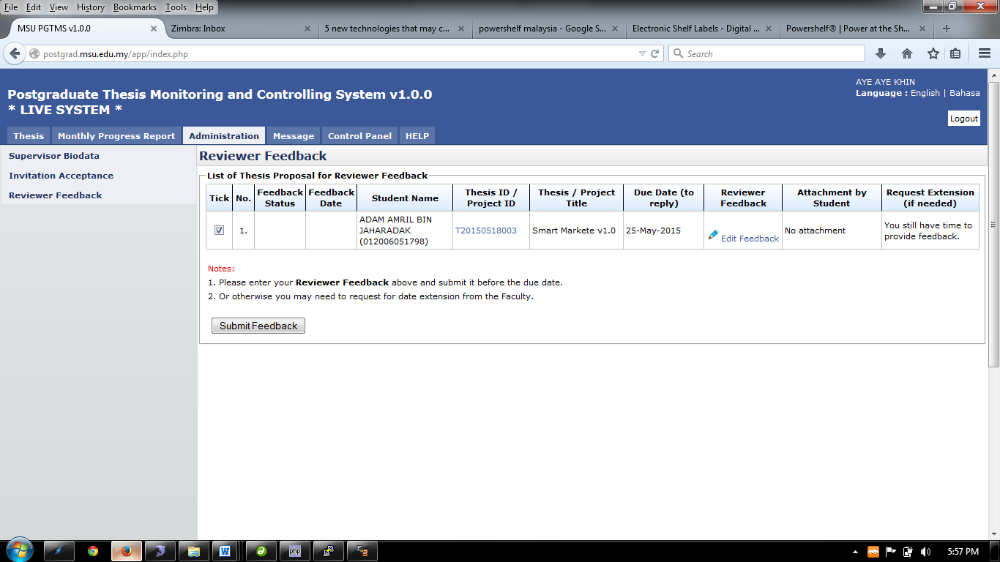 File Edit View History Bookmarks Tools Help
MSU PGTMS v1.0.0
Zimbra: Inbox
5 new technologies that may c...
powershelf malaysia - Google S...
Electronic Shelf Labels - Digital ...
Powershelf® | Power at the Sh...
postgrad.msu.edu.my/app/index.php
Search
AYE AYE KHIN
Language : English | Bahasa
Postgraduate Thesis Monitoring and Controlling System v1.0.0
* LIVE SYSTEM *
Logout
Thesis Monthly Progress Report Administration Message Control Panel HELP
Supervisor Biodata
Invitation Acceptance
Reviewer Feedback
Reviewer Feedback
List of Thesis Proposal for Reviewer Feedback
Tick No. Feedback Status Feedback Date Student Name Thesis ID / Project ID Thesis / Project Title Due Date (to reply) Reviewer Feedback Attachment by Student Request Extension (if needed)
1. ADAM AMRIL BIN JAHARADAK (012006051798) T20150518003 Smart Markete v1.0 25-May-2015 Edit Feedback No attachment You still have time to provide feedback.
Notes:
1. Please enter your Reviewer Feedback above and submit it before the due date.
2. Or otherwise you may need to request for date extension from the Faculty.
Submit Feedback
php
5:57 PM